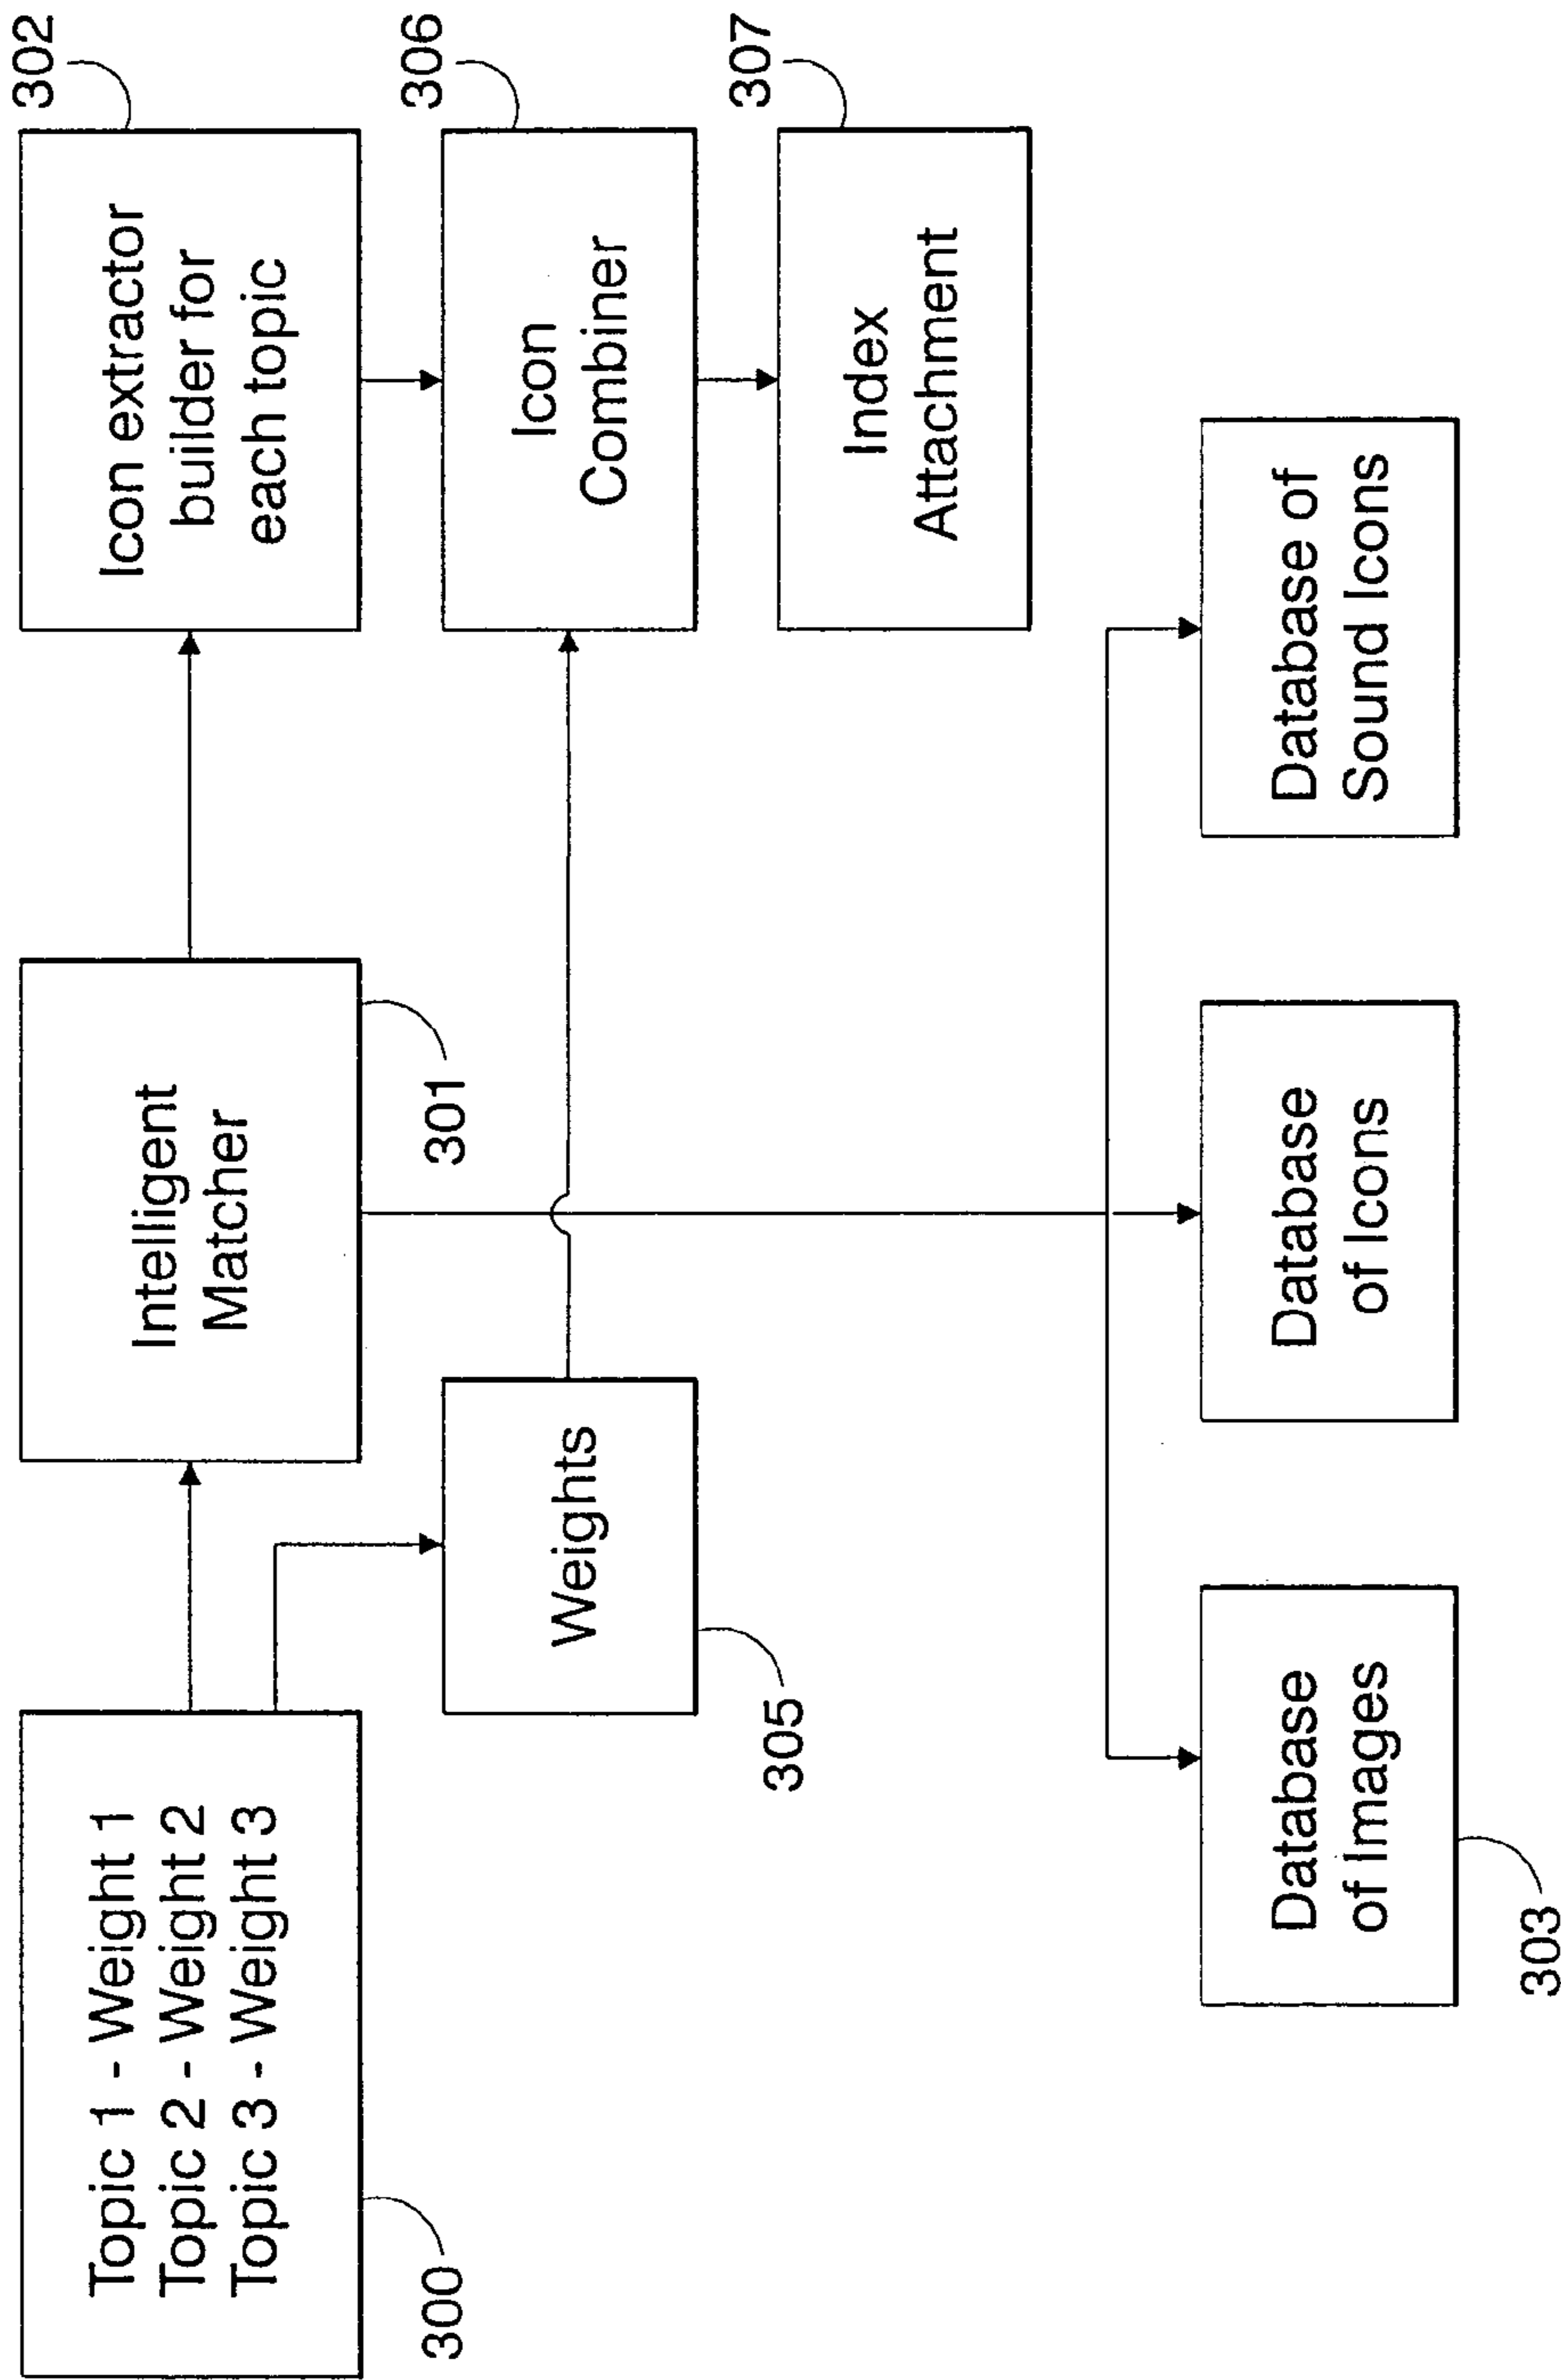 Topic 1 - Weight 1
Topic 2 - Weight 2
Topic 3 - Weight 3
300
Intelligent
Matcher
301
Icon extractor
builder for
each topic
302
Weights
305
Icon
Combiner
306
Index
Attachment
307
Database
of Images
303
Database
of Icons
Database of
Sound Icons